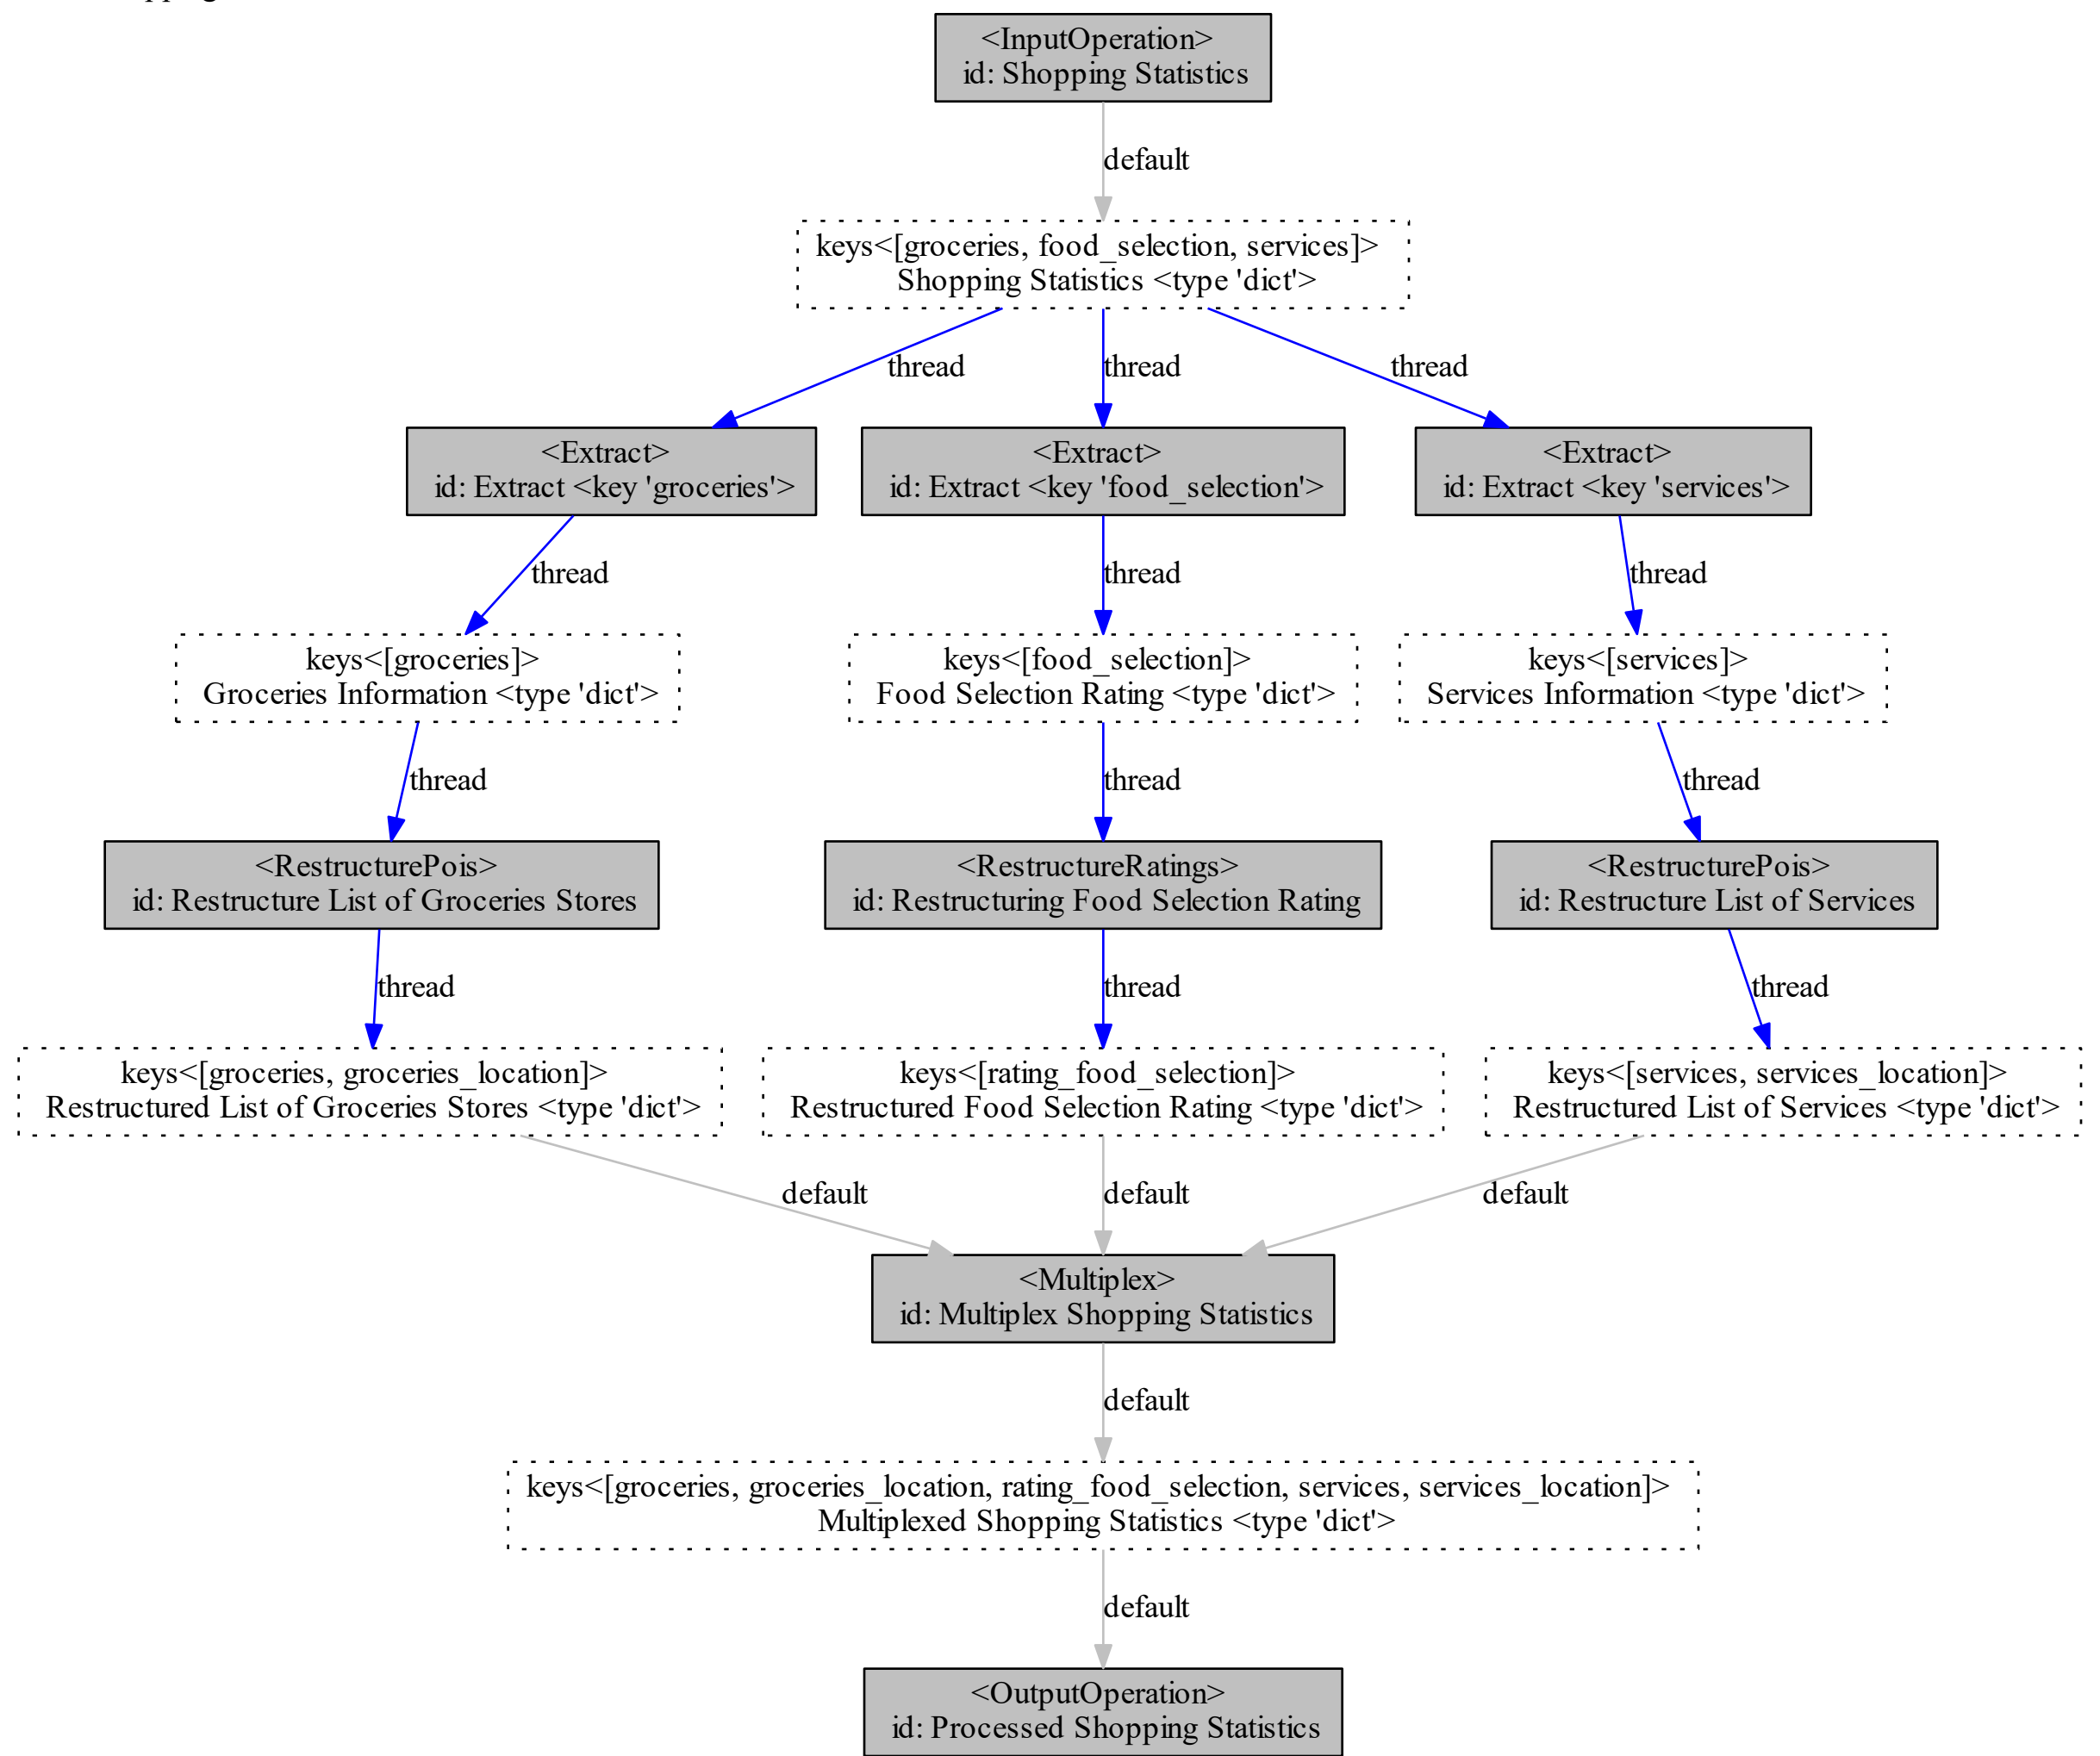 <InputOperation>
id: Shopping Statistics
default
keys<[groceries, food_selection, services]>
Shopping Statistics <type 'dict'>
thread thread thread
<Extract> <Extract> <Extract>
id: Extract <key 'groceries'> id: Extract <key 'food_selection'> id: Extract <key 'services'>
thread thread thread
keys<[groceries]> keys<[food_selection]> keys<[services]>
Groceries Information <type 'dict'> Food Selection Rating <type 'dict'> Services Information <type 'dict'>
thread thread thread
<RestructurePois> <RestructureRatings> <RestructurePois>
id: Restructure List of Groceries Stores id: Restructuring Food Selection Rating id: Restructure List of Services
thread thread thread
keys<[groceries, groceries_location]> keys<[rating_food_selection]> keys<[services, services_location]>
Restructured List of Groceries Stores <type 'dict'> Restructured Food Selection Rating <type 'dict'> Restructured List of Services <type 'dict'>
default default default
<Multiplex>
id: Multiplex Shopping Statistics
default
keys<[groceries, groceries_location, rating_food_selection, services, services_location]>
Multiplexed Shopping Statistics <type 'dict'>
default
<OutputOperation>
id: Processed Shopping Statistics